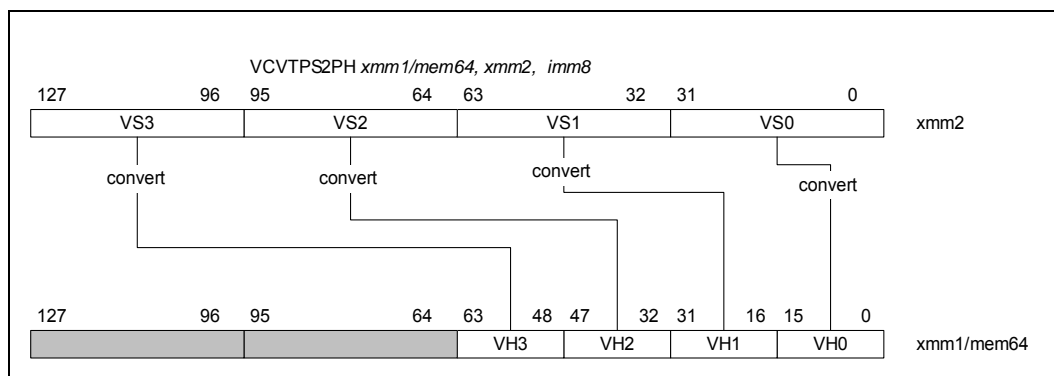 VCVTPS2PH xmm1/mem64, xmm2, imm8
127 96 95 64 63 32 31 0
VS3 VS2 VS1 VS0 xmm2
convert convert convert convert
127 96 95 64 63 48 47 32 31 16 15 0
VH3 VH2 VH1 VH0 xmm1/mem64